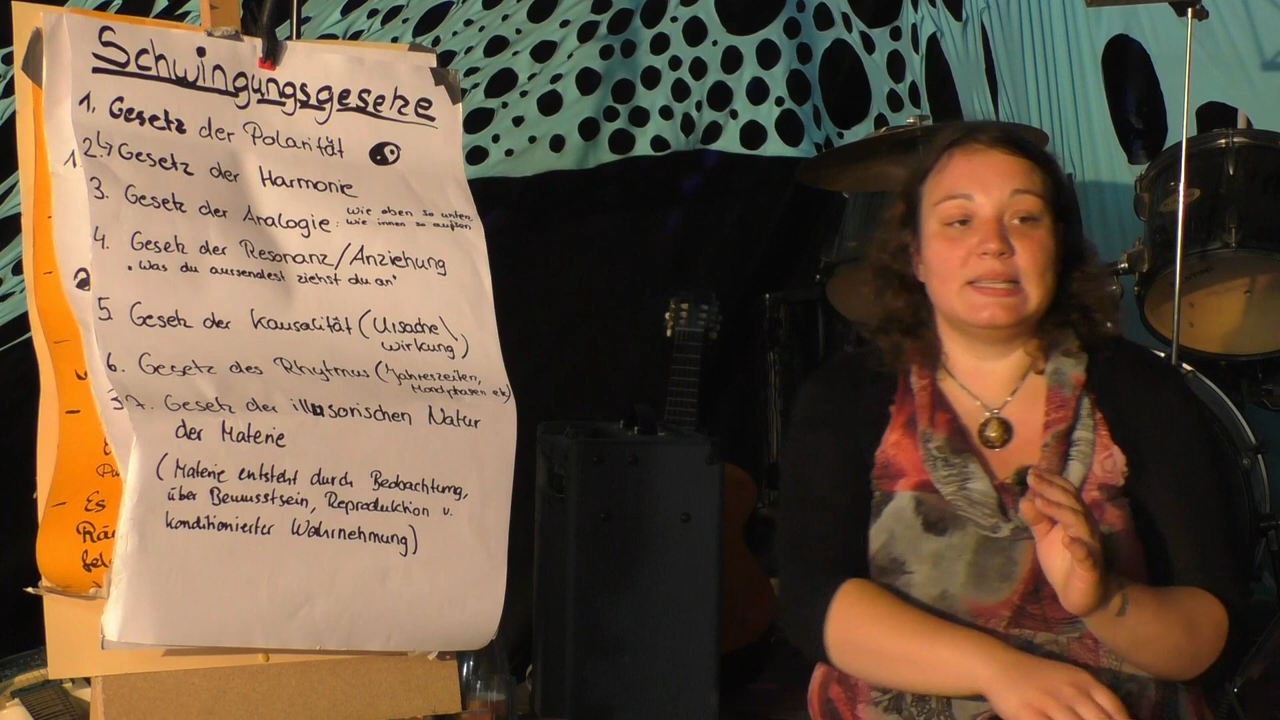 Schwingungsgesetze
1. Gesetz der Polarität
2. ↳ Gesetz der Harmonie
3. Gesetz der Analogie: wie oben so unten,
wie innen so außen
4. Gesetz der Resonanz/Anziehung
"Was du aussendest ziehst du an"
5. Gesetz der Kausalität (Ursache\
wirkung)
6. Gesetz des Rhytmus (Jahreszeiten,
Mondphasen etc)
7. Gesetz der illusorischen Natur
der Materie
(Materie entsteht durch Beobachtung,
über Bewusstsein, Reproduktion u.
konditionierter Wahrnehmung)
Es